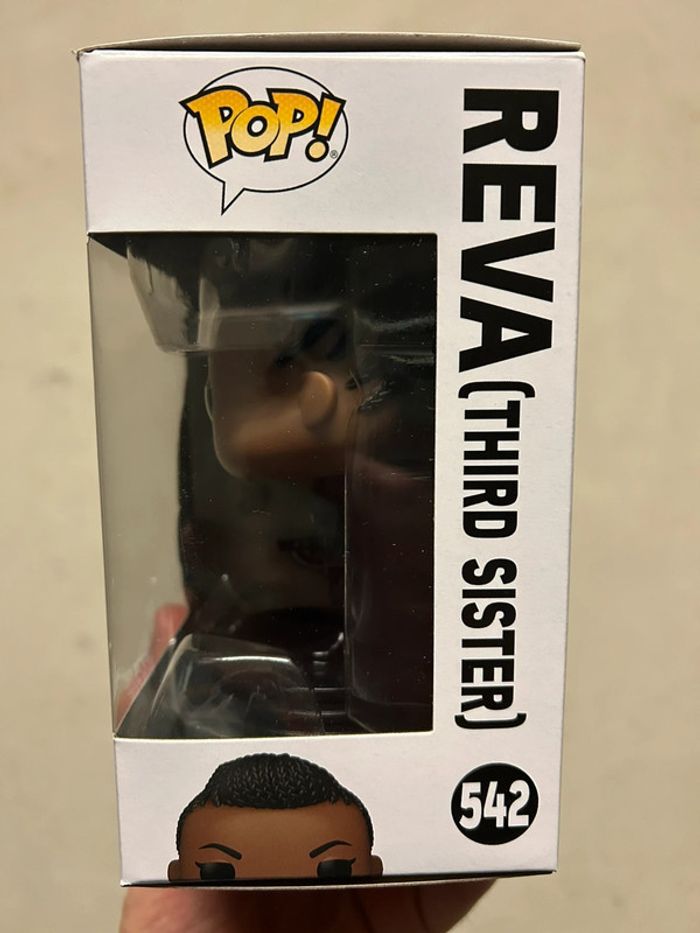 POP!
®
REVA (THIRD SISTER)
542